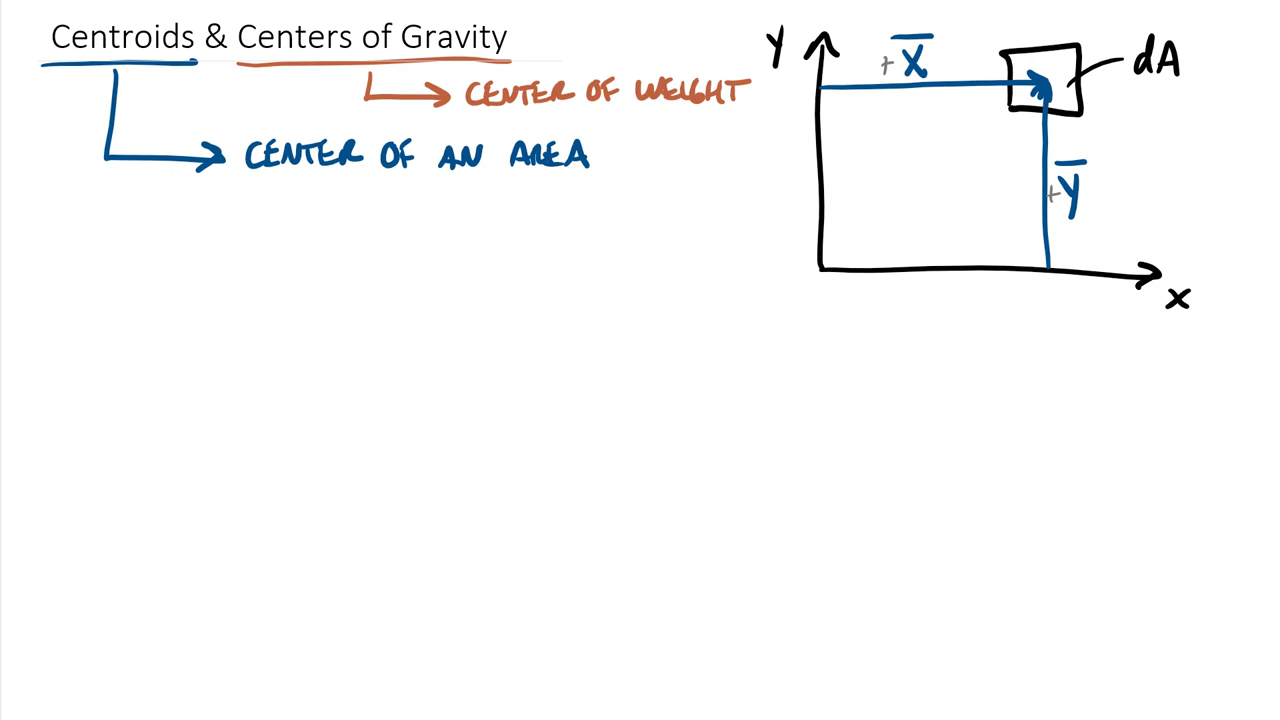 Centroids & Centers of Gravity
CENTER OF WEIGHT
CENTER OF AN AREA
Y
+ X̅
dA
+ Y̅
X